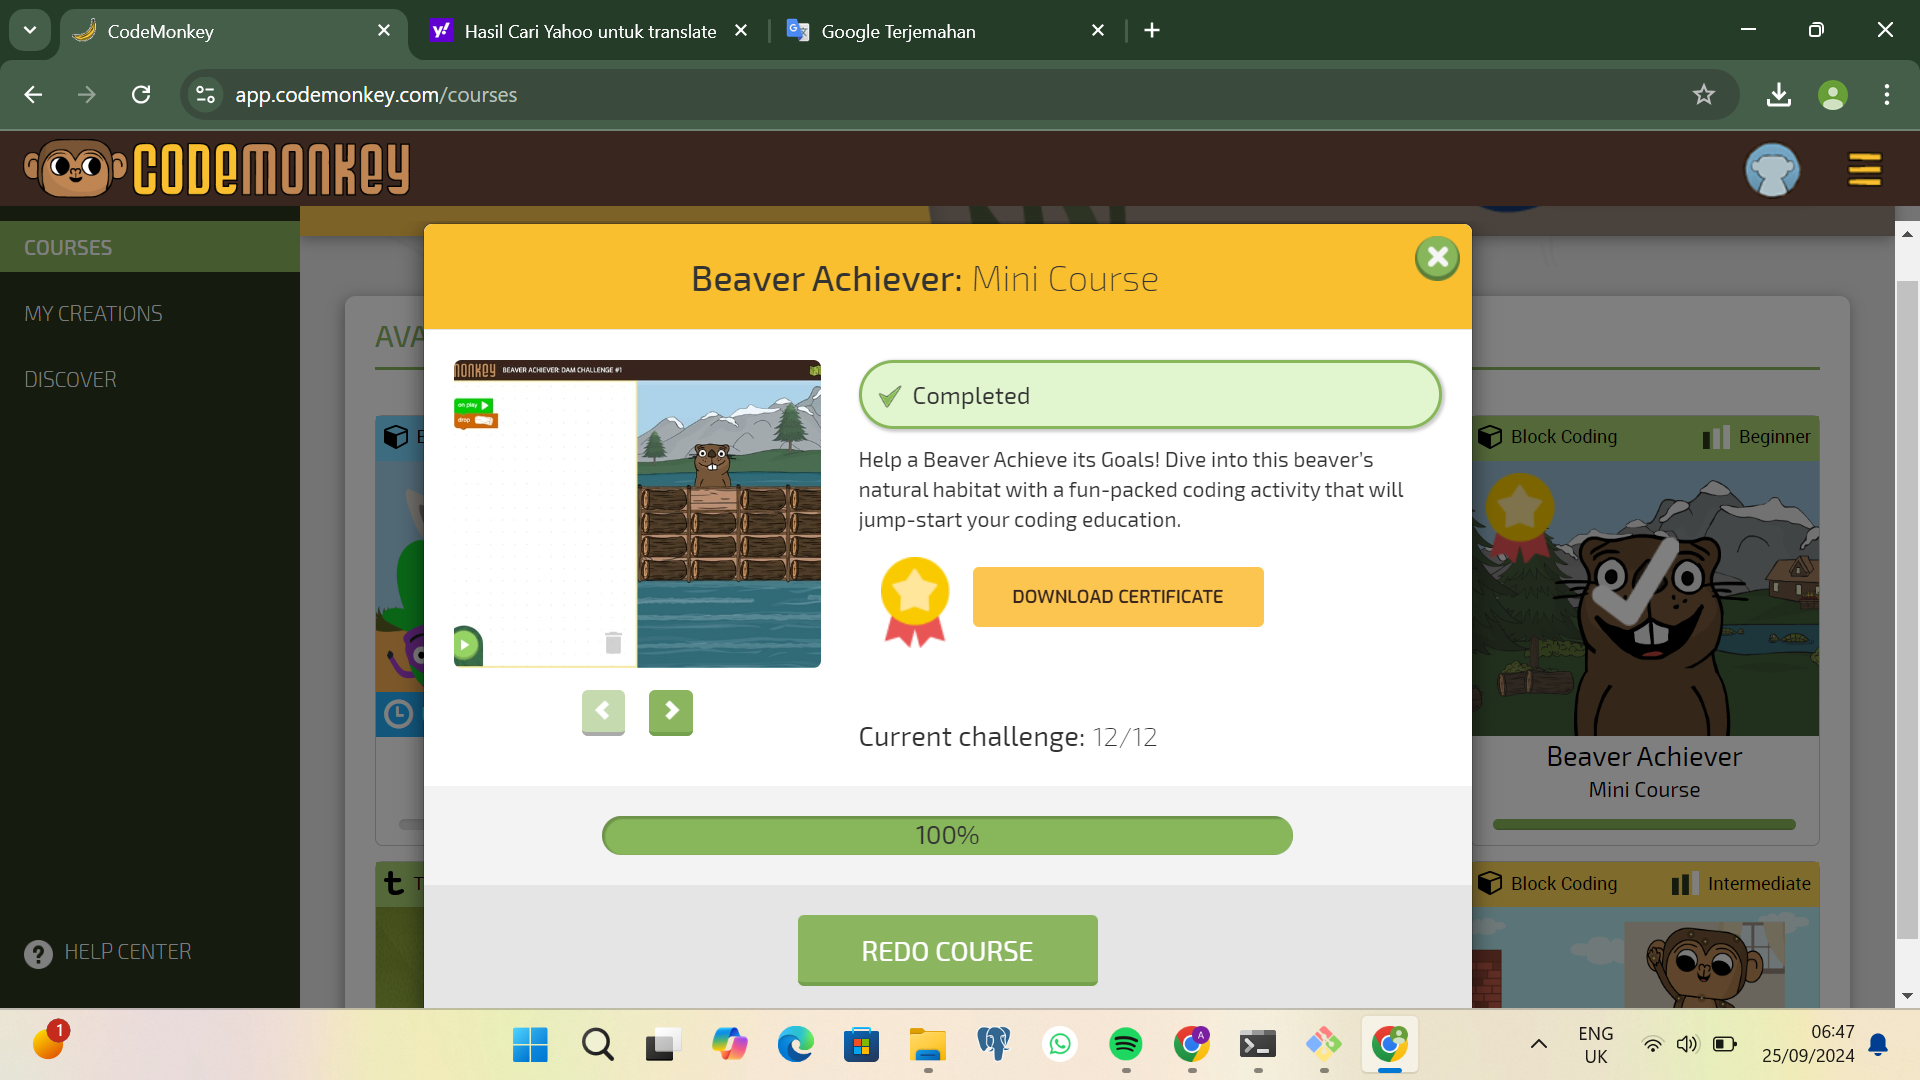 CodeMonkey
Hasil Cari Yahoo untuk translate
Google Terjemahan
app.codemonkey.com/courses
CODEMONKEY
COURSES
MY CREATIONS
DISCOVER
HELP CENTER
AVA
Beaver Achiever: Mini Course
BEAVER ACHIEVER: DAM CHALLENGE #1
on play
drop
Completed
Help a Beaver Achieve its Goals! Dive into this beaver's
natural habitat with a fun-packed coding activity that will
jump-start your coding education.
DOWNLOAD CERTIFICATE
Current challenge: 12/12
100%
REDO COURSE
Block Coding
Beginner
Beaver Achiever
Mini Course
Block Coding
Intermediate
1
ENG
UK
06:47
25/09/2024